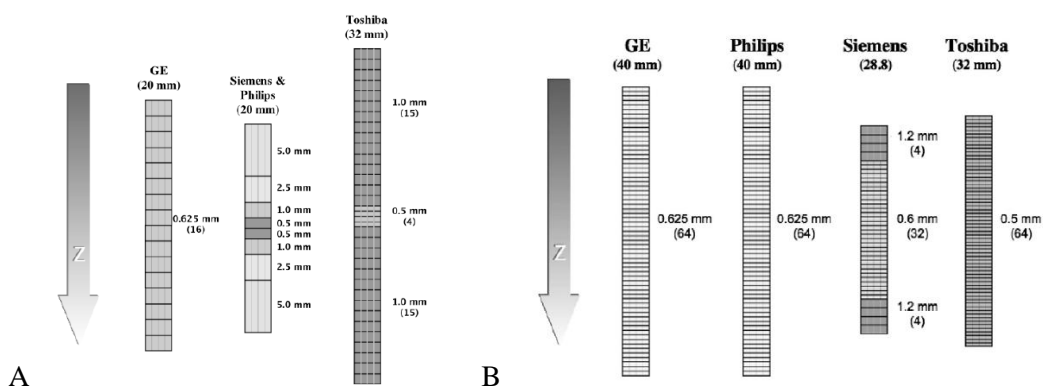 Toshiba
(32 mm)
GE
(20 mm)
Siemens &
Philips
(20 mm)
1.0 mm
(15)
5.0 mm
2.5 mm
1.0 mm
0.5 mm
0.5 mm
1.0 mm
2.5 mm
5.0 mm
0.625 mm
(16)
0.5 mm
(4)
1.0 mm
(15)
Z
A
GE
(40 mm)
Philips
(40 mm)
Siemens
(28.8)
Toshiba
(32 mm)
0.625 mm
(64)
0.625 mm
(64)
1.2 mm
(4)
0.6 mm
(32)
1.2 mm
(4)
0.5 mm
(64)
Z
B